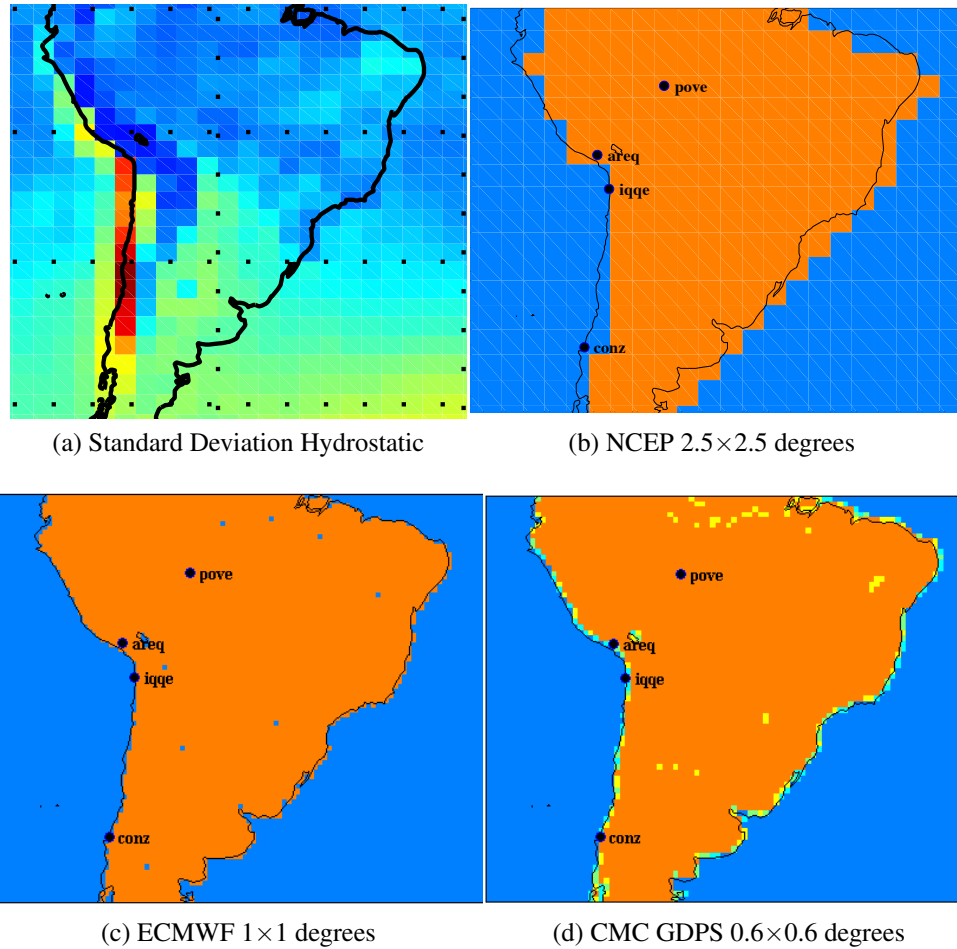 pove
areq
iqqe
conz
(a) Standard Deviation Hydrostatic
(b) NCEP 2.5×2.5 degrees
pove
areq
iqqe
conz
pove
areq
iqqe
conz
(c) ECMWF 1×1 degrees
(d) CMC GDPS 0.6×0.6 degrees